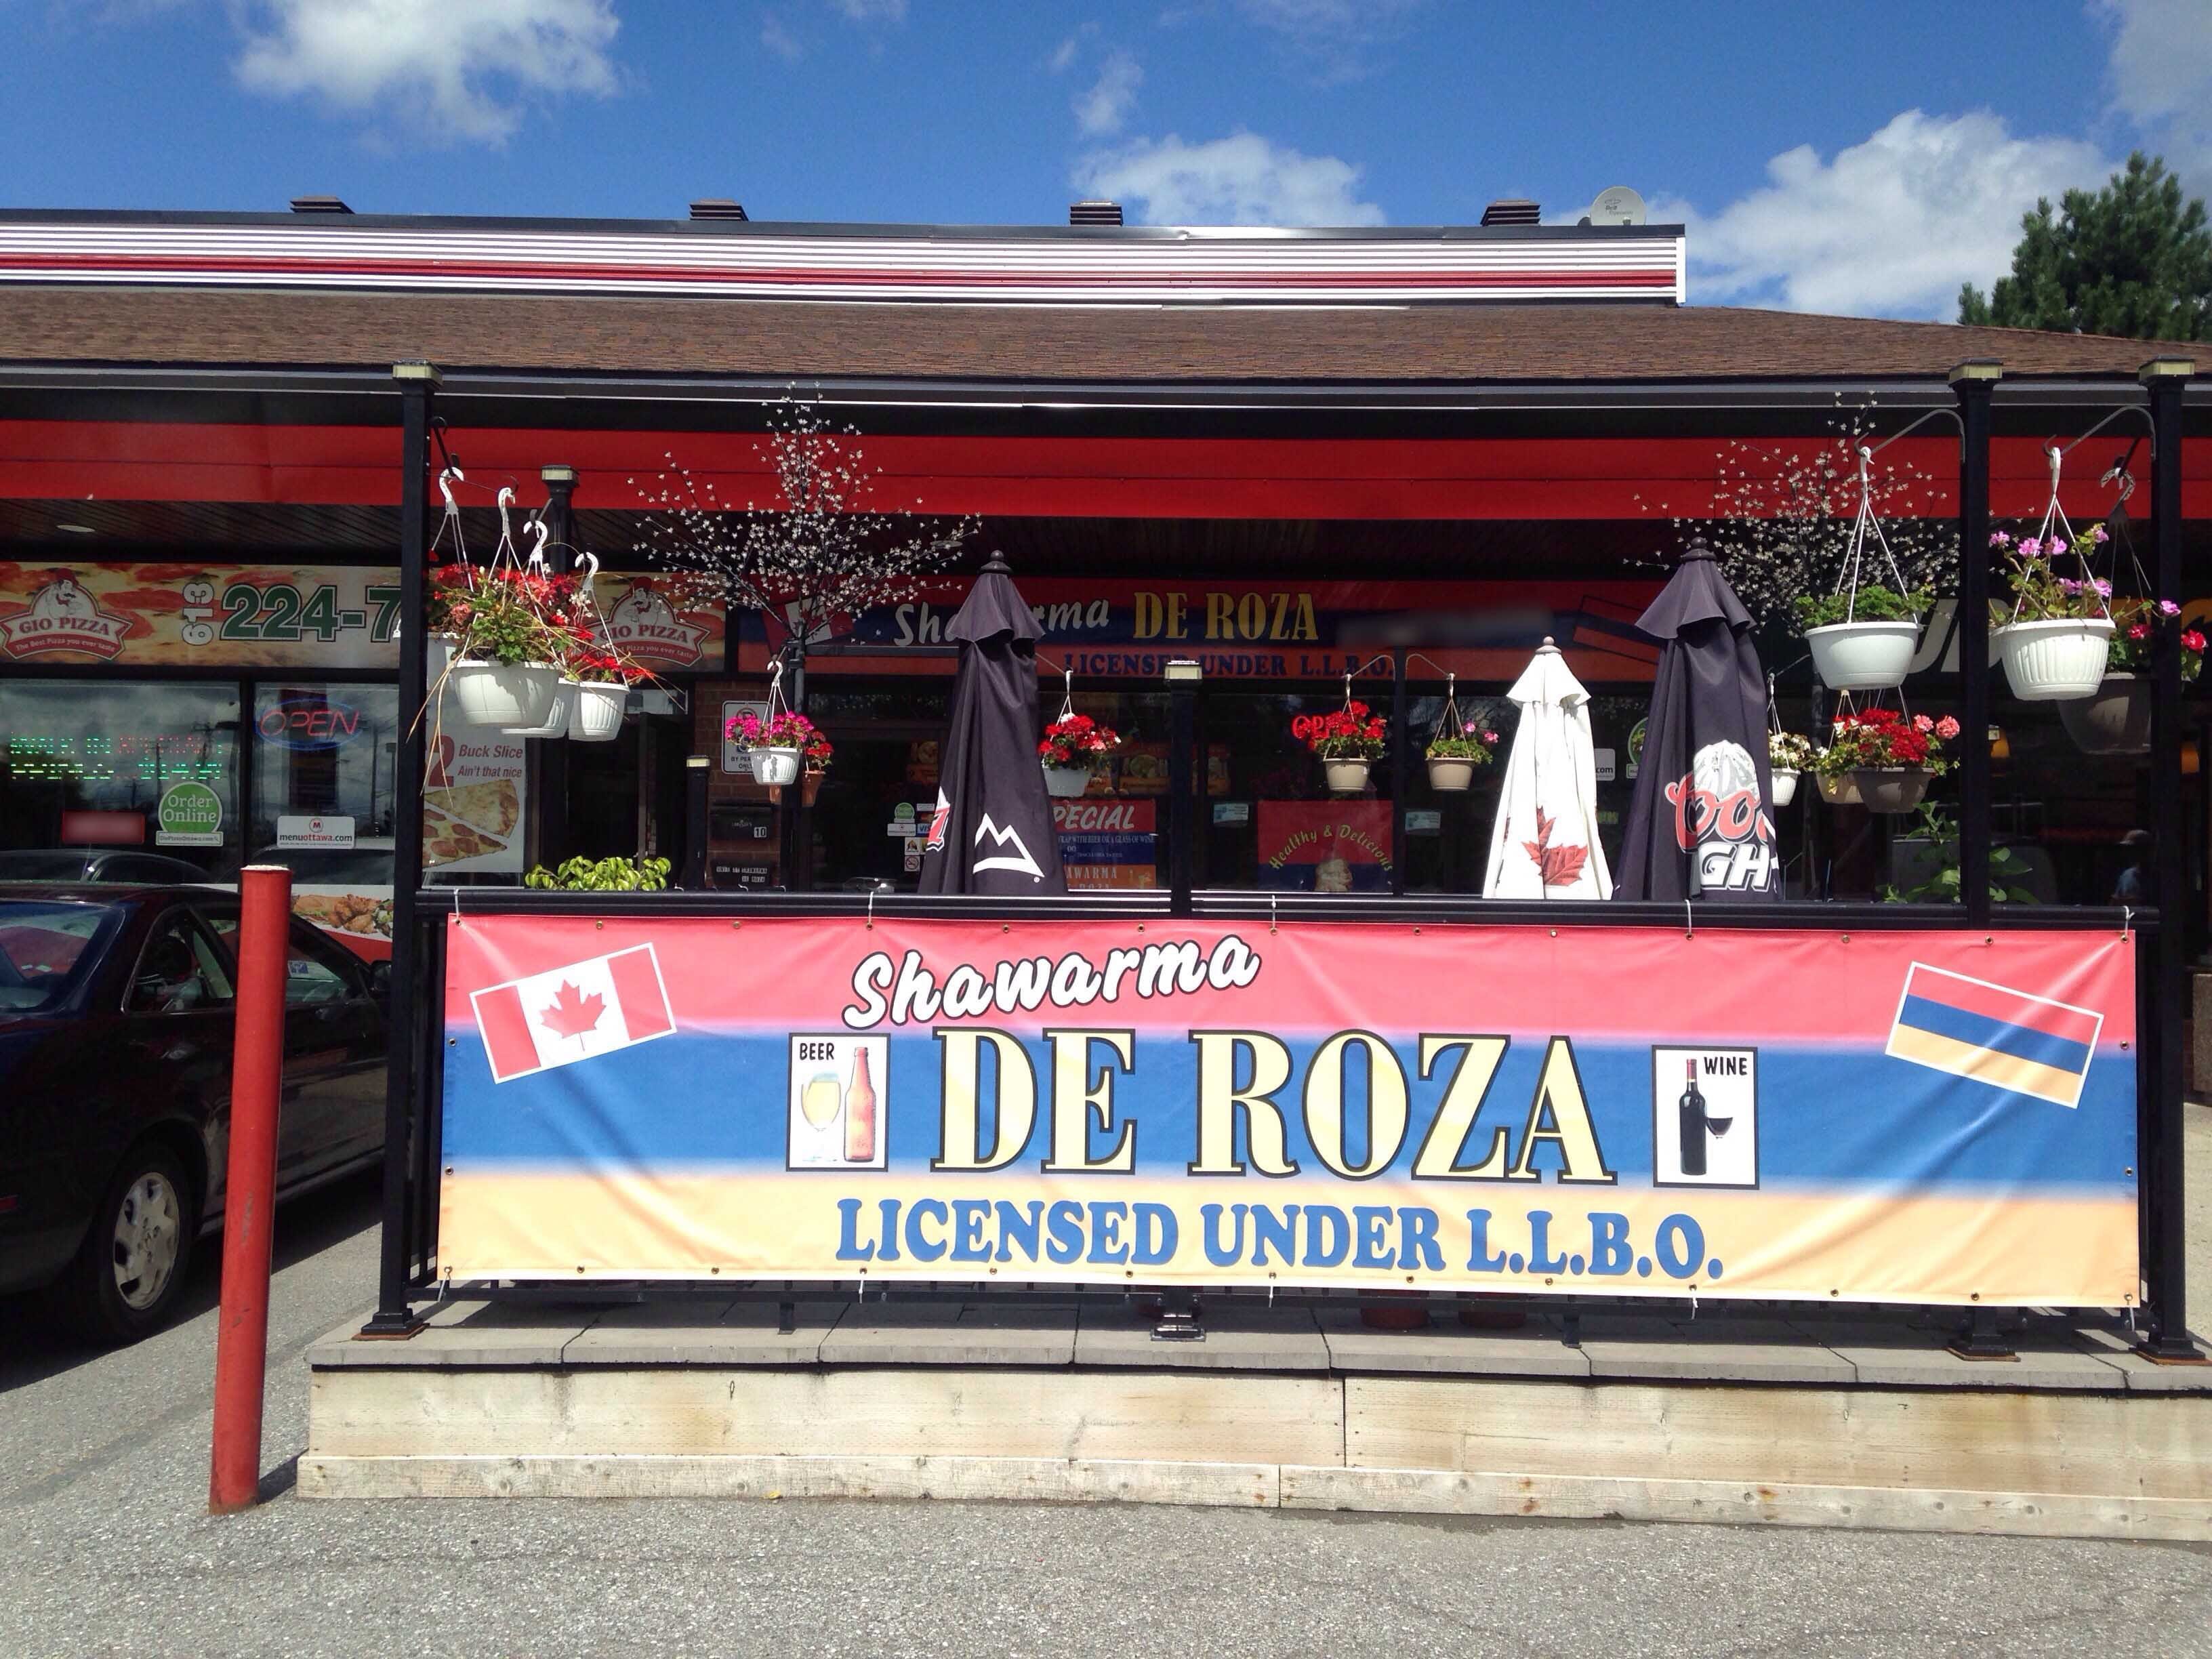 GIO PIZZA
The Best Pizza you ever taste
613
224-7
GIO PIZZA
Shawarma DE ROZA
LICENSED UNDER L.L.B.O.
OPEN
2 Buck Slice
Ain't that nice
Order
Online
menuottawa.com
10
SPECIAL
Healthy & Delicious
Shawarma
BEER
DE ROZA
WINE
LICENSED UNDER L.L.B.O.